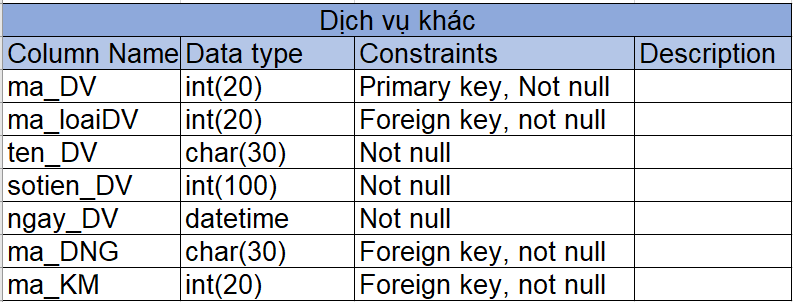 Dịch vụ khác
Column Name Data type Constraints Description
ma_DV int(20) Primary key, Not null
ma_loaiDV int(20) Foreign key, not null
ten_DV char(30) Not null
sotien_DV int(100) Not null
ngay_DV datetime Not null
ma_DNG char(30) Foreign key, not null
ma_KM int(20) Foreign key, not null